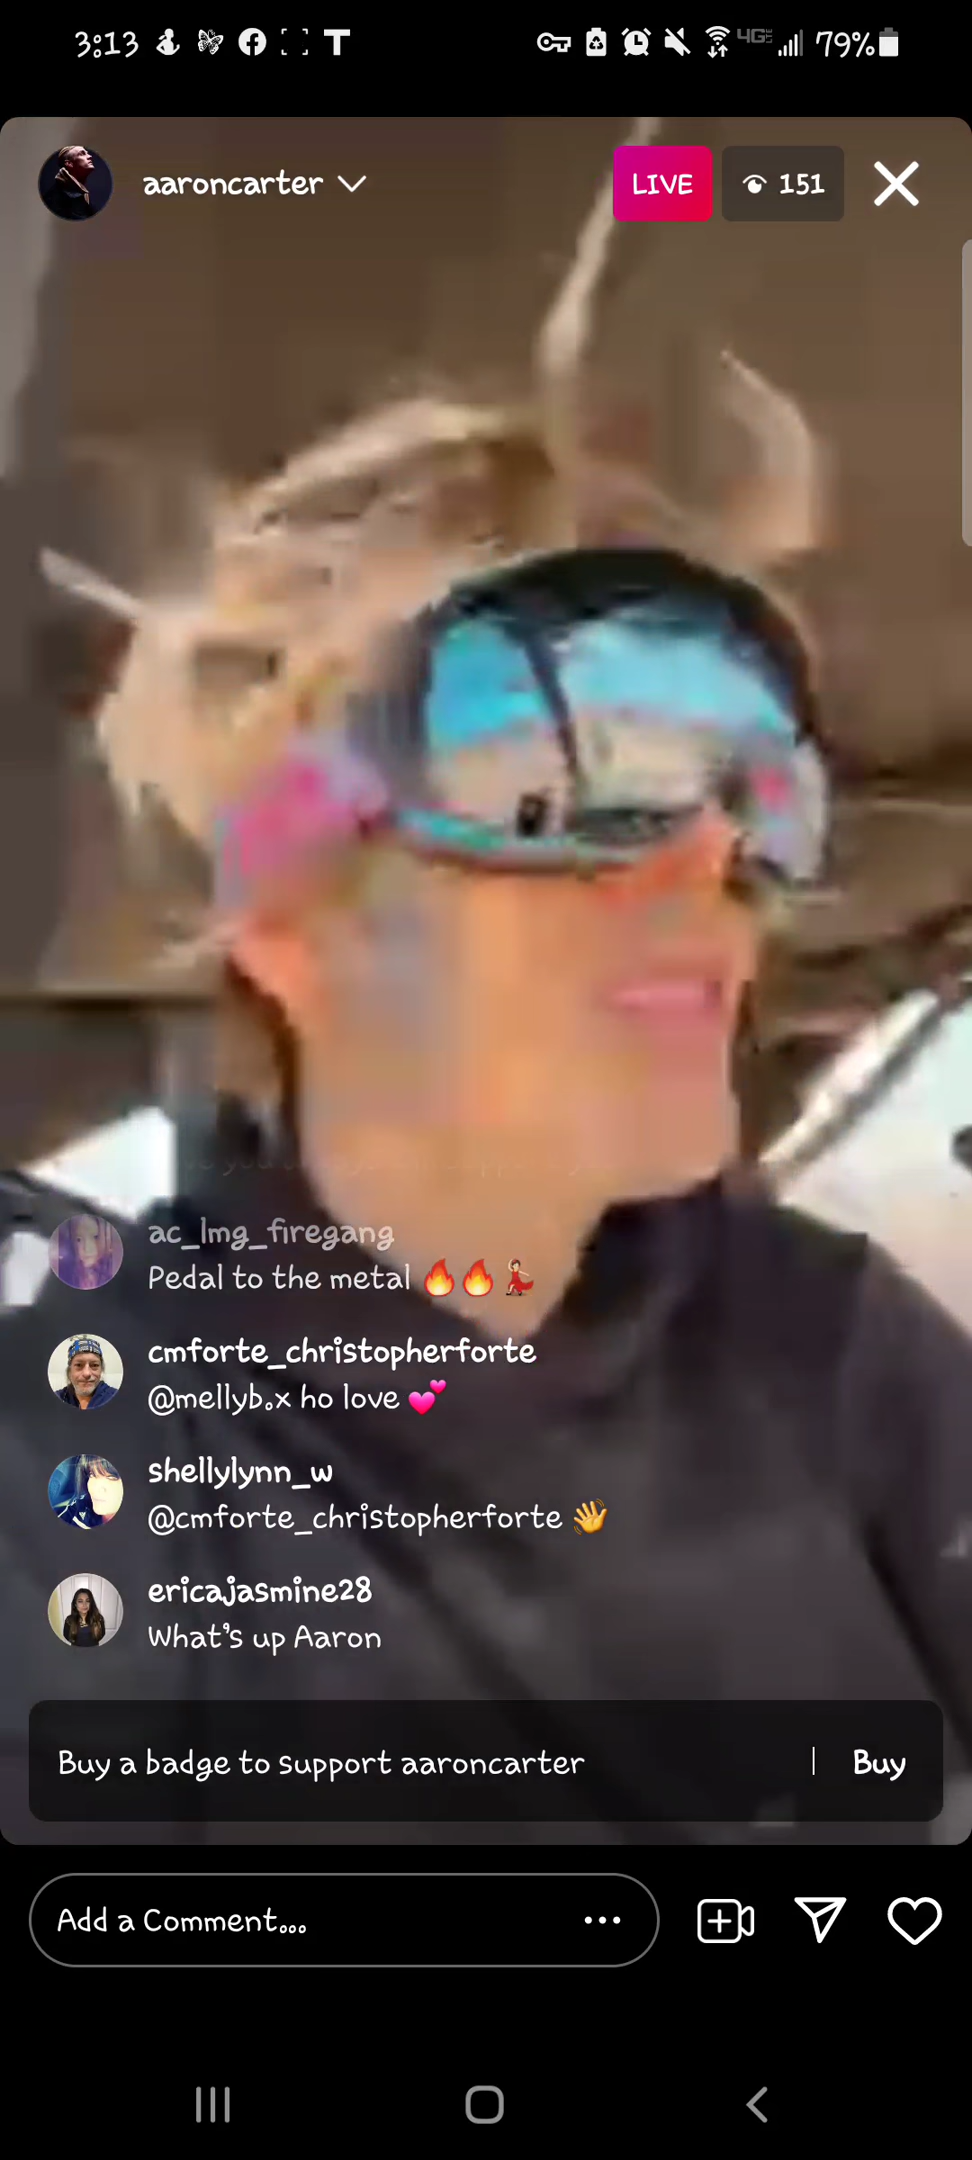 3:13
4G
79%
aaroncarter
LIVE
151
ac_lmg_firegang
Pedal to the metal 🔥🔥💃
cmforte_christopherforte
@mellyb.x ho love 💕
shellylynn_w
@cmforte_christopherforte 👋
ericajasmine28
What's up Aaron
Buy a badge to support aaroncarter | Buy
Add a Comment...